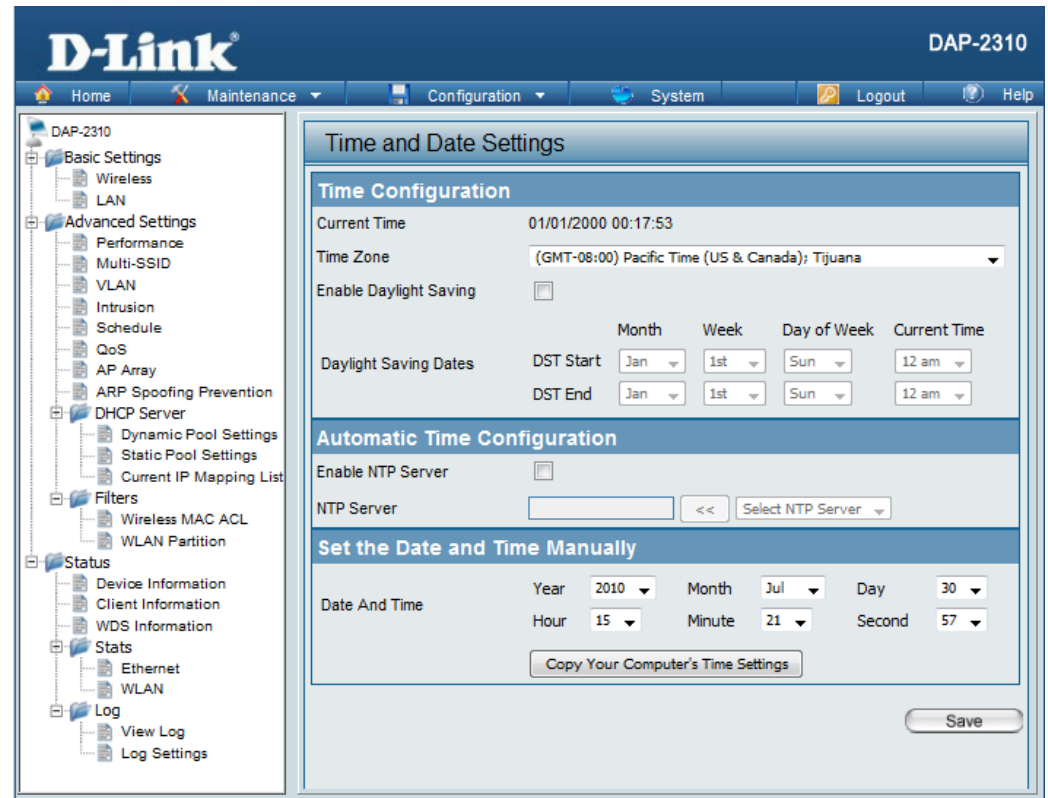 D-Link®
DAP-2310
Home Maintenance Configuration System Logout Help
DAP-2310
Basic Settings
Wireless
LAN
Advanced Settings
Performance
Multi-SSID
VLAN
Intrusion
Schedule
QoS
AP Array
ARP Spoofing Prevention
DHCP Server
Dynamic Pool Settings
Static Pool Settings
Current IP Mapping List
Filters
Wireless MAC ACL
WLAN Partition
Status
Device Information
Client Information
WDS Information
Stats
Ethernet
WLAN
Log
View Log
Log Settings
Time and Date Settings
Time Configuration
Current Time 01/01/2000 00:17:53
Time Zone (GMT-08:00) Pacific Time (US & Canada); Tijuana
Enable Daylight Saving
Month Week Day of Week Current Time
Daylight Saving Dates DST Start Jan 1st Sun 12 am
DST End Jan 1st Sun 12 am
Automatic Time Configuration
Enable NTP Server
NTP Server << Select NTP Server
Set the Date and Time Manually
Date And Time Year 2010 Month Jul Day 30
Hour 15 Minute 21 Second 57
Copy Your Computer's Time Settings
Save